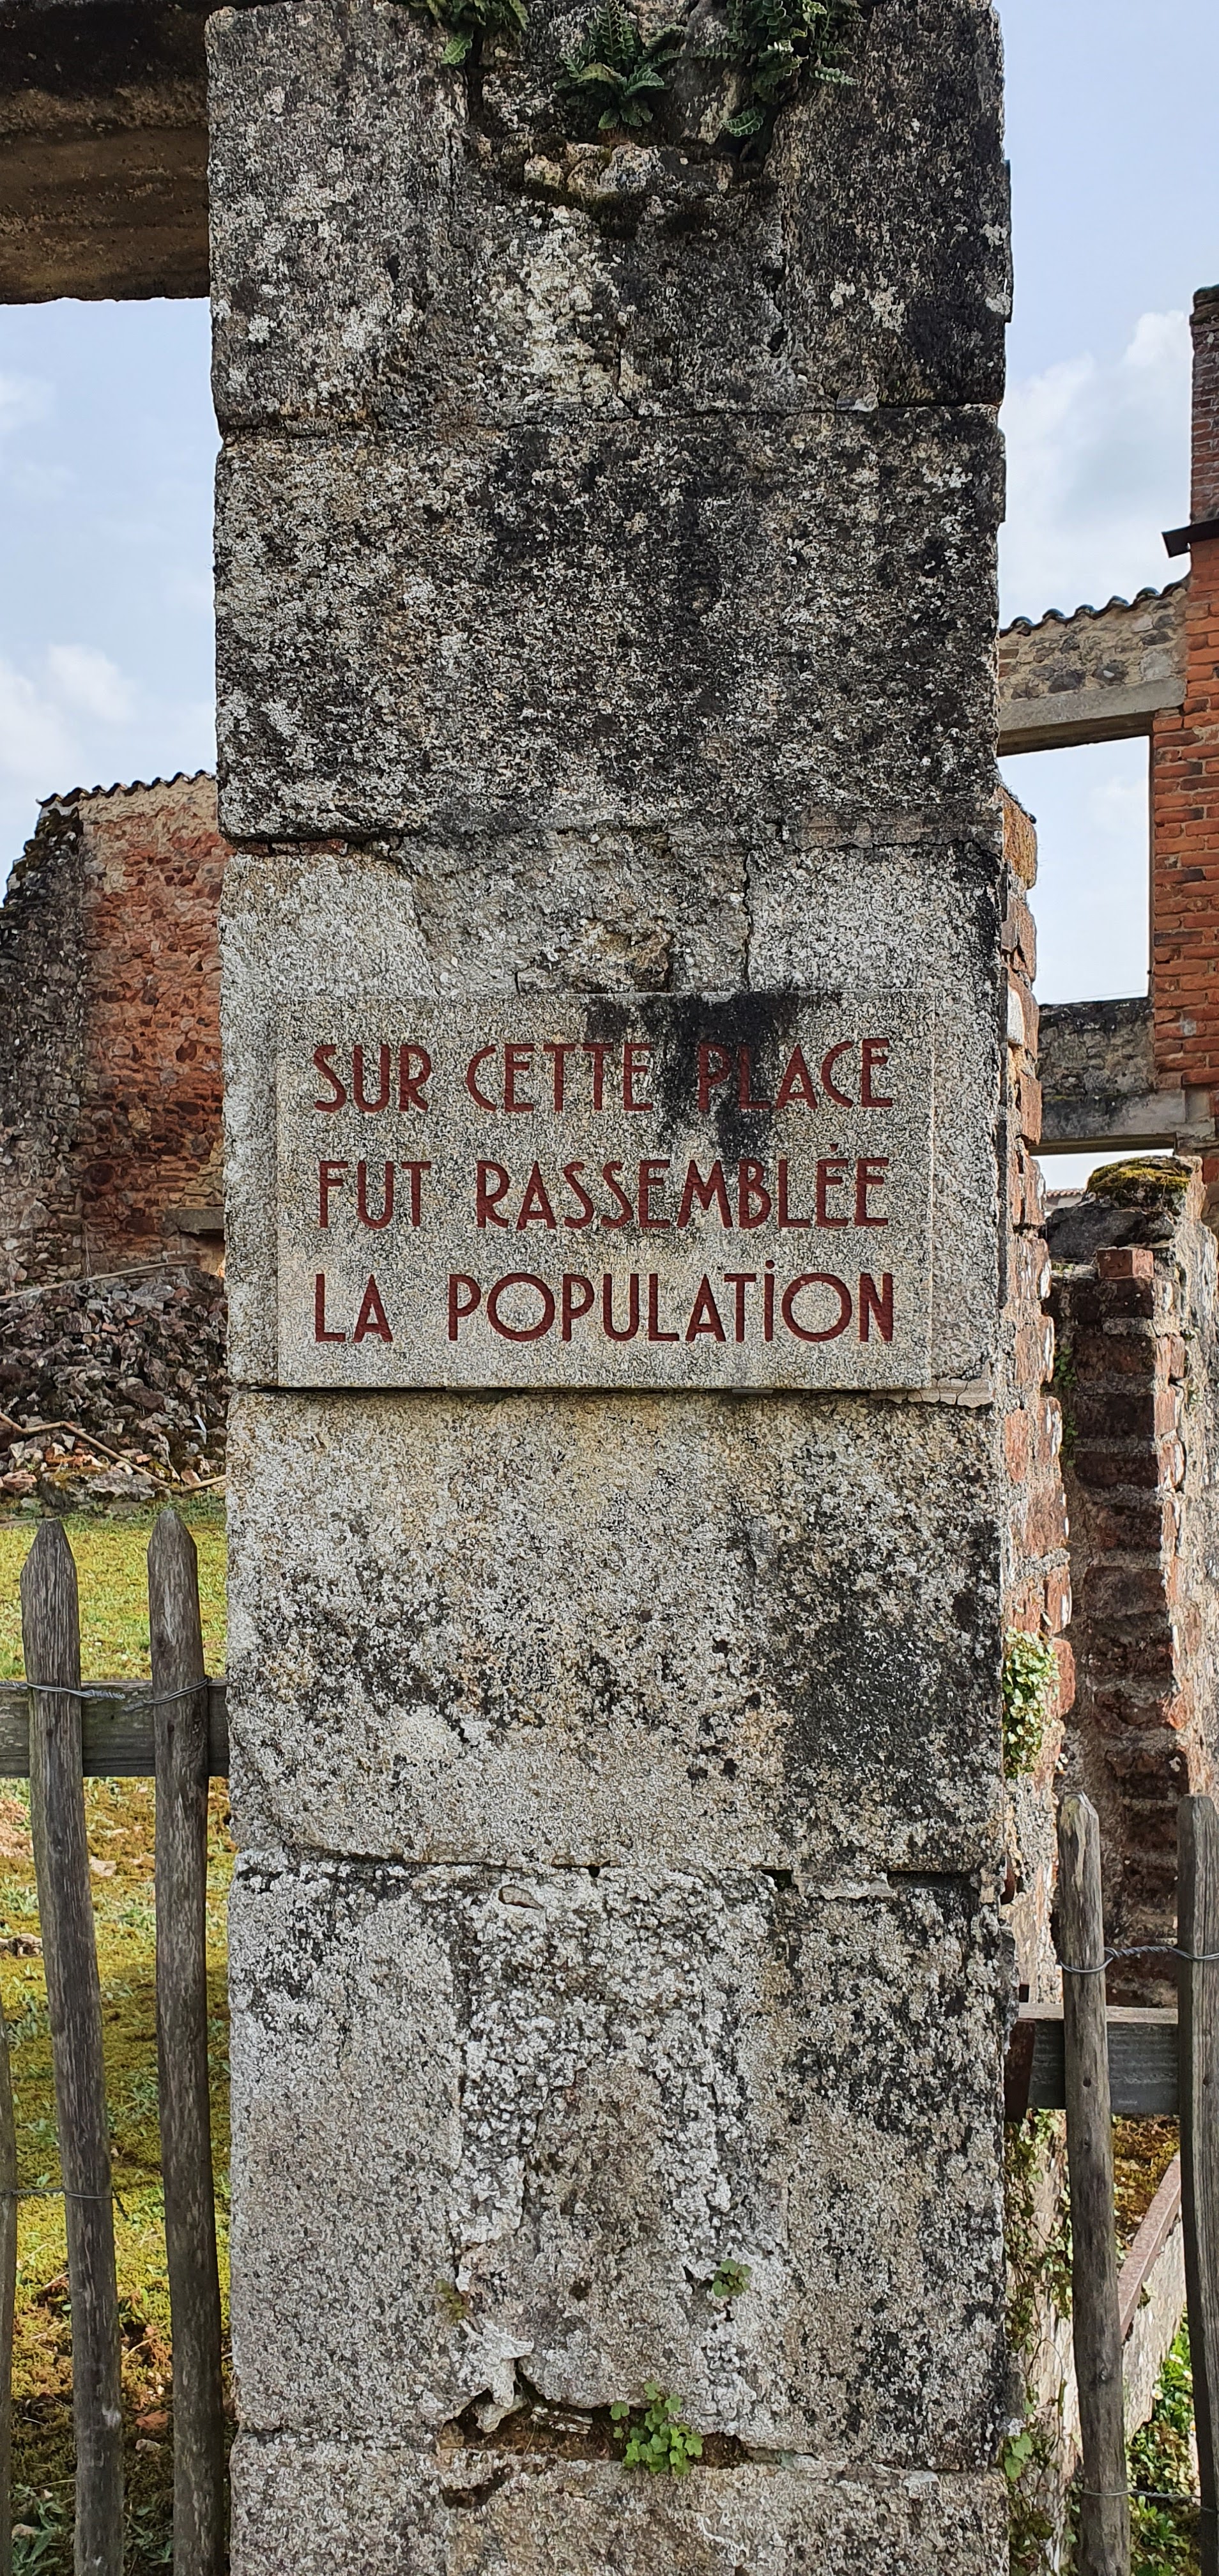 SUR CETTE PLACE
FUT RASSEMBLÉE
LA POPULATION